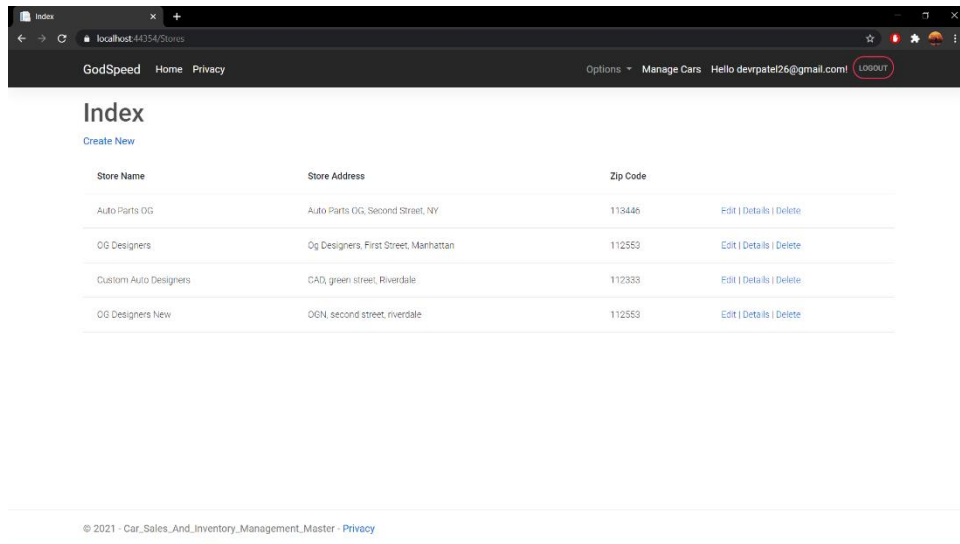 Index
localhost:44354/Stores
GodSpeed Home Privacy Options Manage Cars Hello devrpatel26@gmail.com! LOGOUT
Index
Create New
Store Name Store Address Zip Code
Auto Parts OG Auto Parts OG, Second Street, NY 113446 Edit | Details | Delete
OG Designers Og Designers, First Street, Manhattan 112553 Edit | Details | Delete
Custom Auto Designers CAD, green street, Riverdale 112333 Edit | Details | Delete
OG Designers New OGN, second street, riverdale 112553 Edit | Details | Delete
© 2021 - Car_Sales_And_Inventory_Management_Master - Privacy